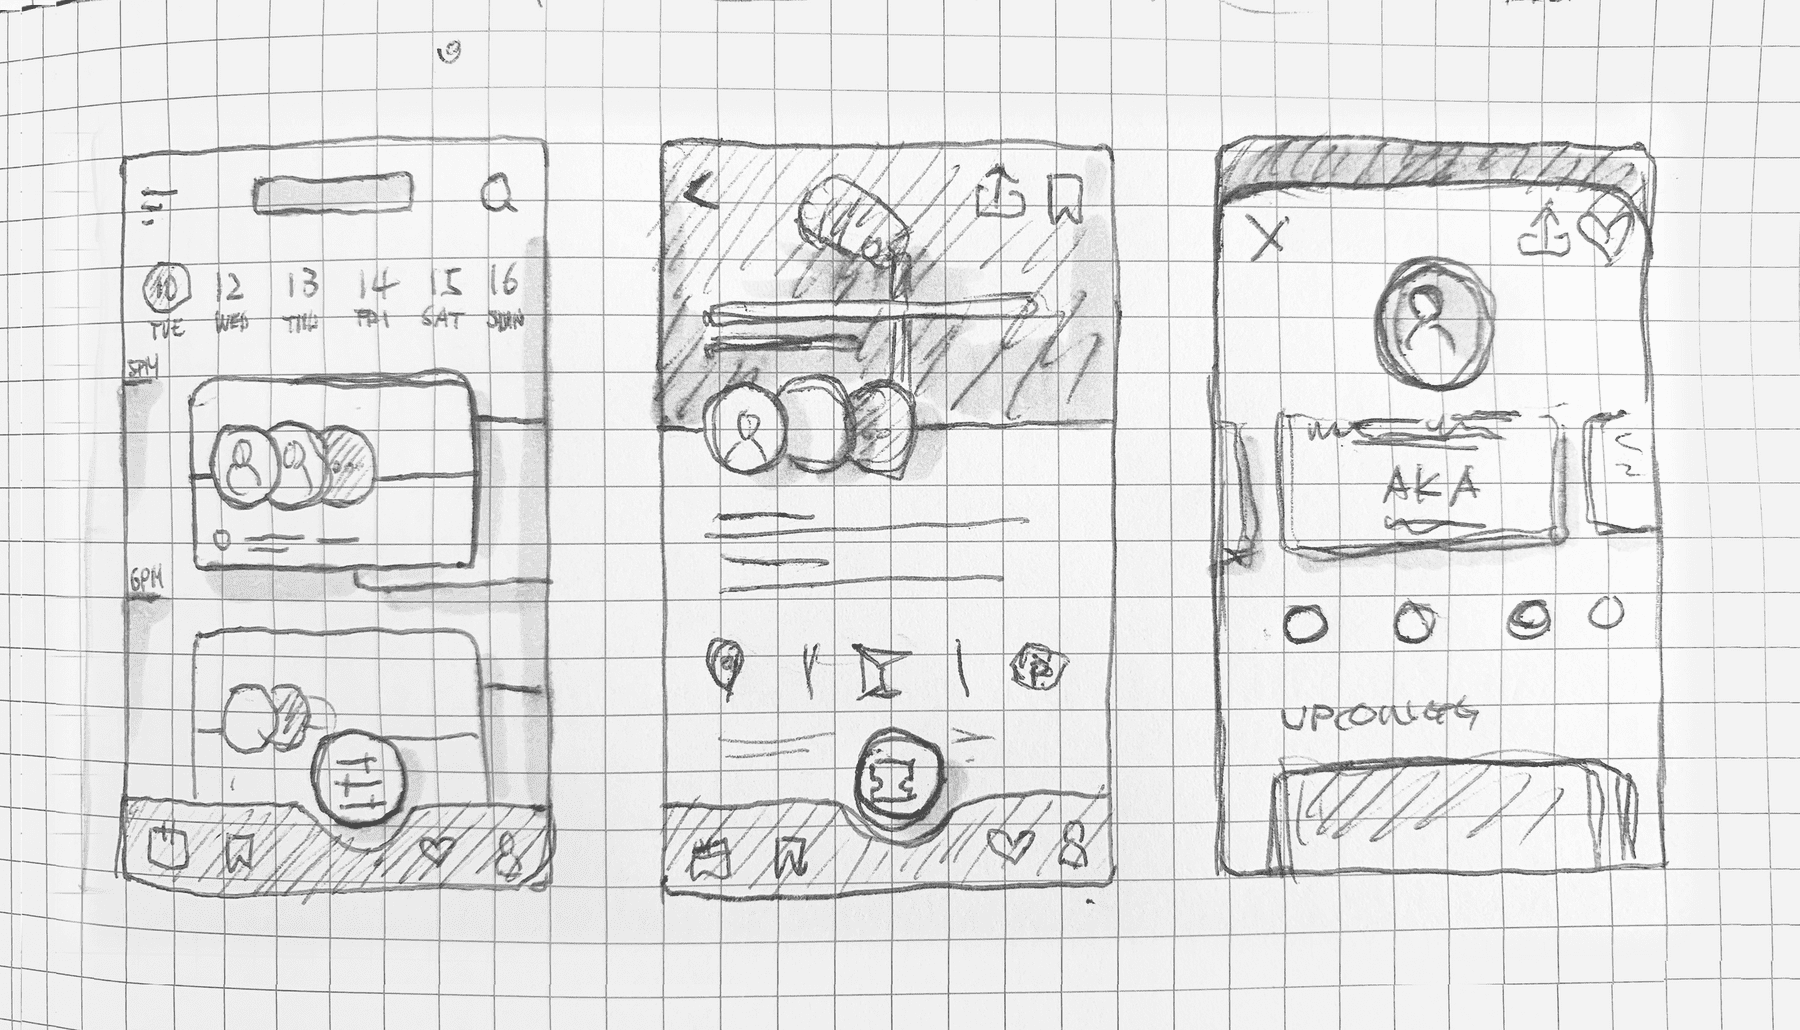 10 12 13 14 15 16
TUE WED THU FRI SAT SUN
5PM
6PM
AKA
UPCOMING